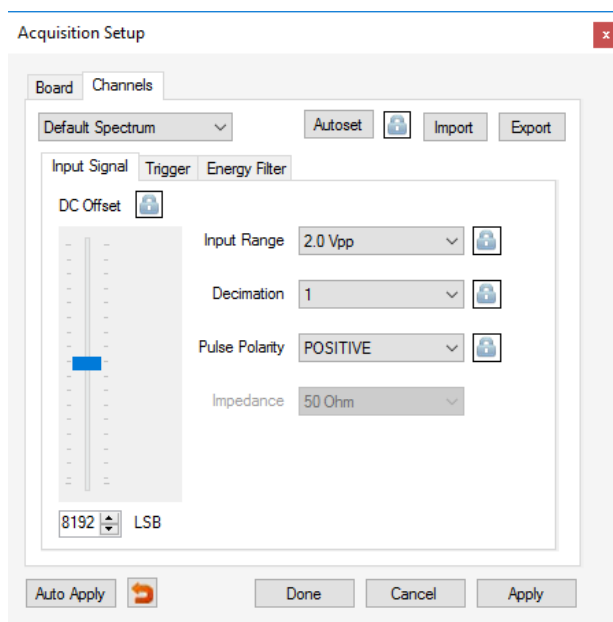 Acquisition Setup
x
Board Channels
Default Spectrum Autoset Import Export
Input Signal Trigger Energy Filter
DC Offset
Input Range 2.0 Vpp
Decimation 1
Pulse Polarity POSITIVE
Impedance 50 Ohm
8192 LSB
Auto Apply Done Cancel Apply